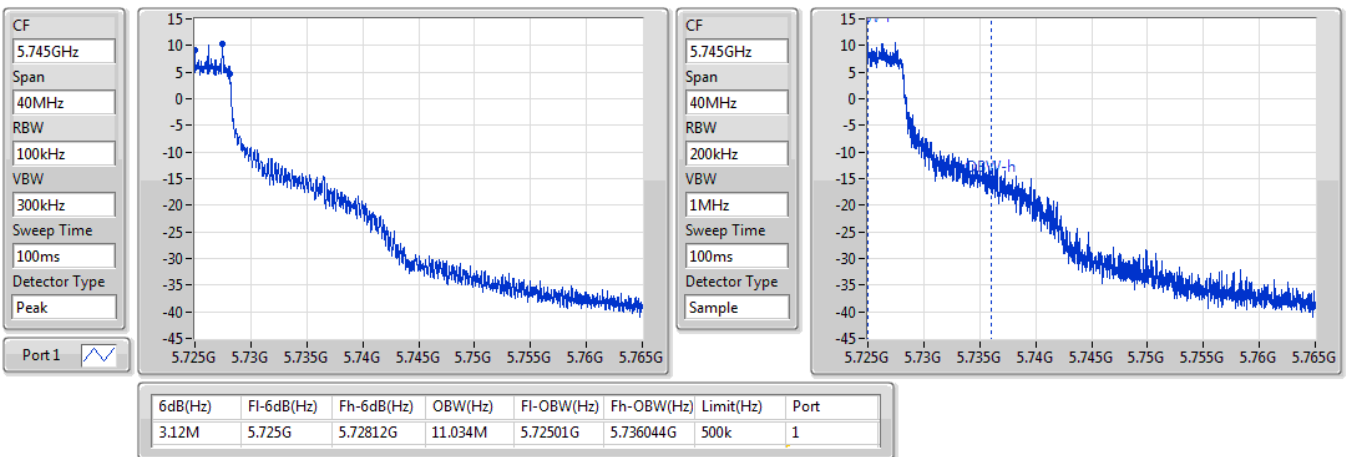 CF
5.745GHz
Span
40MHz
RBW
100kHz
VBW
300kHz
Sweep Time
100ms
Detector Type
Peak
Port 1
15
10
5
0
-5
-10
-15
-20
-25
-30
-35
-40
-45
5.725G 5.73G 5.735G 5.74G 5.745G 5.75G 5.755G 5.76G 5.765G
CF
5.745GHz
Span
40MHz
RBW
200kHz
VBW
1MHz
Sweep Time
100ms
Detector Type
Sample
15
10
5
0
-5
-10
-15
-20
-25
-30
-35
-40
-45
OBW-h
5.725G 5.73G 5.735G 5.74G 5.745G 5.75G 5.755G 5.76G 5.765G
6dB(Hz) Fl-6dB(Hz) Fh-6dB(Hz) OBW(Hz) Fl-OBW(Hz) Fh-OBW(Hz) Limit(Hz) Port
3.12M 5.725G 5.72812G 11.034M 5.72501G 5.736044G 500k 1